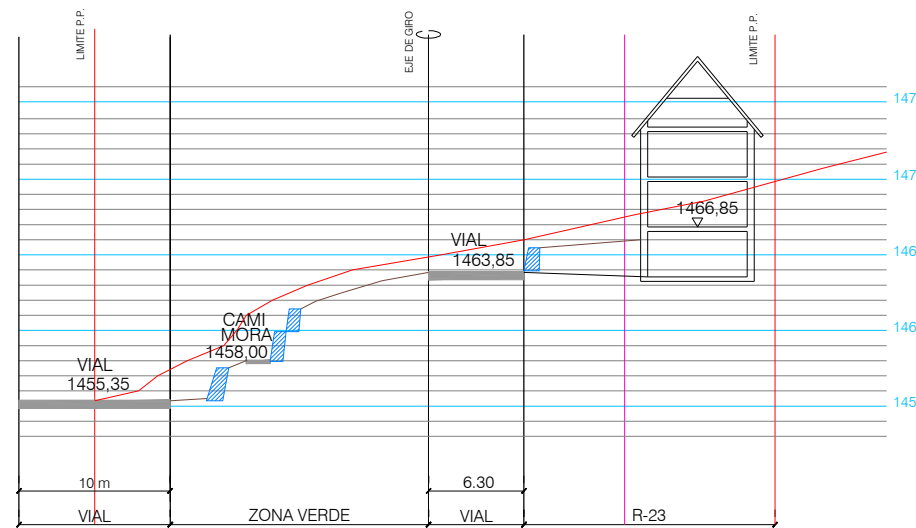 LIMITE P.P.
EJE DE GIRO
LIMITE P.P.
147
147
1466,85
VIAL
146
1463,85
CAMI
MORA
146
1458,00
VIAL
1455,35
145
10 m
6.30
VIAL
ZONA VERDE
VIAL
R-23